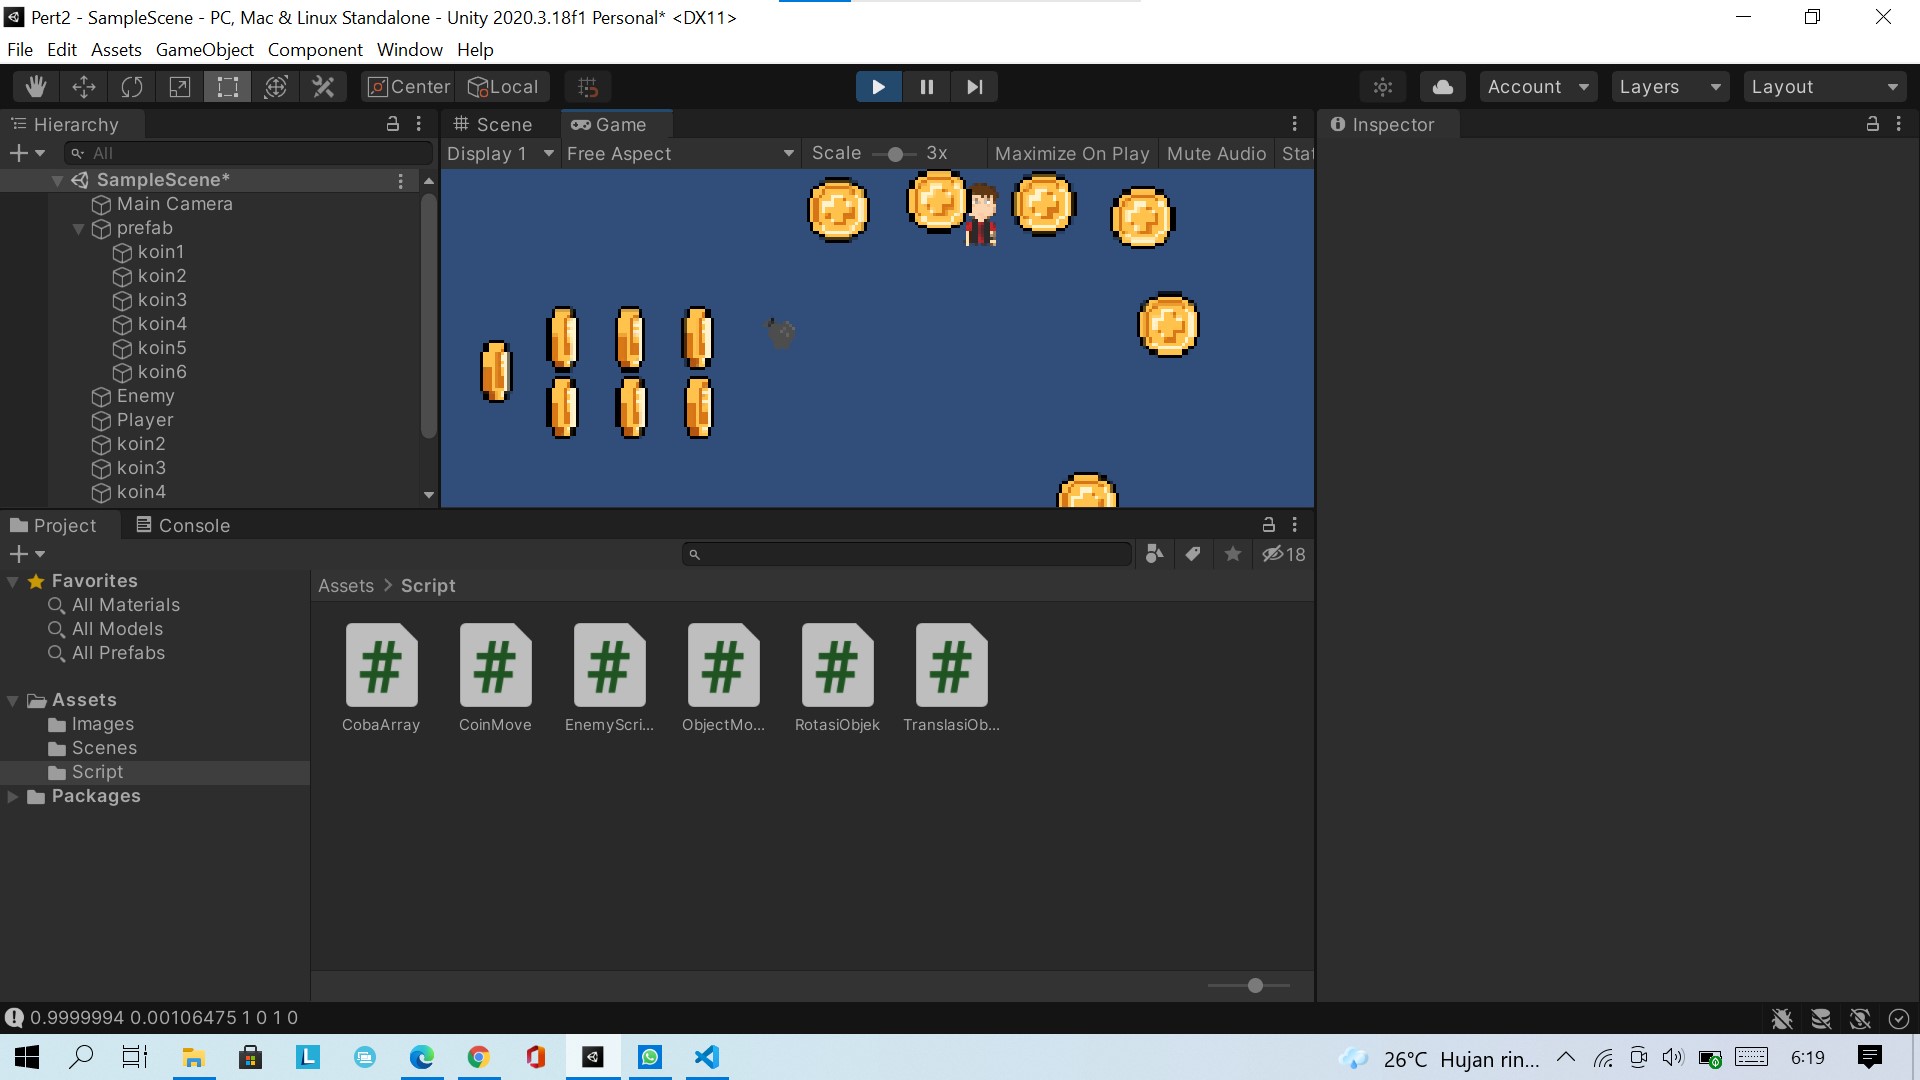 Pert2 - SampleScene - PC, Mac & Linux Standalone - Unity 2020.3.18f1 Personal* <DX11>
File Edit Assets GameObject Component Window Help
Center Local Account Layers Layout
Hierarchy
All
SampleScene*
Main Camera
prefab
koin1
koin2
koin3
koin4
koin5
koin6
Enemy
Player
koin2
koin3
koin4
Scene Game
Display 1 Free Aspect Scale 3x Maximize On Play Mute Audio Stat
Inspector
Project Console
18
Favorites
All Materials
All Models
All Prefabs
Assets
Images
Scenes
Script
Packages
Assets > Script
CobaArray CoinMove EnemyScri... ObjectMo... RotasiObjek TranslasiOb...
0.9999994 0.00106475 1 0 1 0
26°C Hujan rin... 6:19